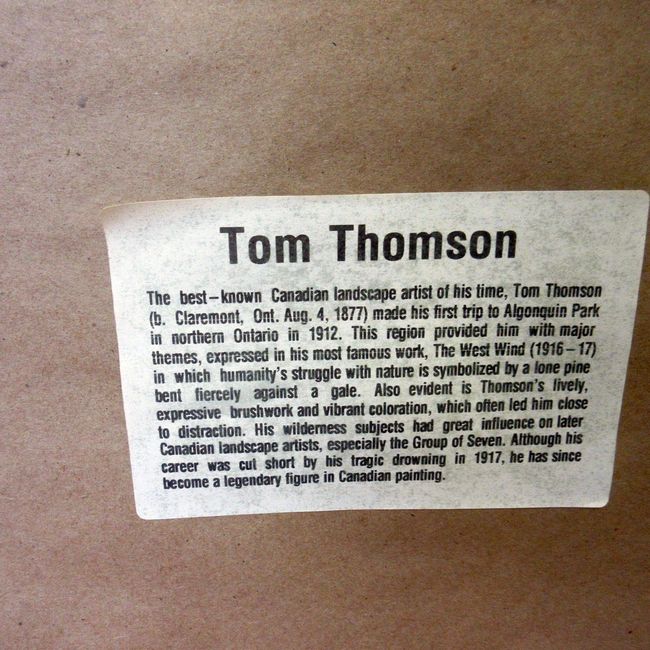 Tom Thomson
The best-known Canadian landscape artist of his time, Tom Thomson
(b. Claremont, Ont. Aug. 4, 1877) made his first trip to Algonquin Park
in northern Ontario in 1912. This region provided him with major
themes, expressed in his most famous work, The West Wind (1916-17)
in which humanity's struggle with nature is symbolized by a lone pine
bent fiercely against a gale. Also evident is Thomson's lively,
expressive brushwork and vibrant coloration, which often led him close
to distraction. His wilderness subjects had great influence on later
Canadian landscape artists, especially the Group of Seven. Although his
career was cut short by his tragic drowning in 1917, he has since
become a legendary figure in Canadian painting.